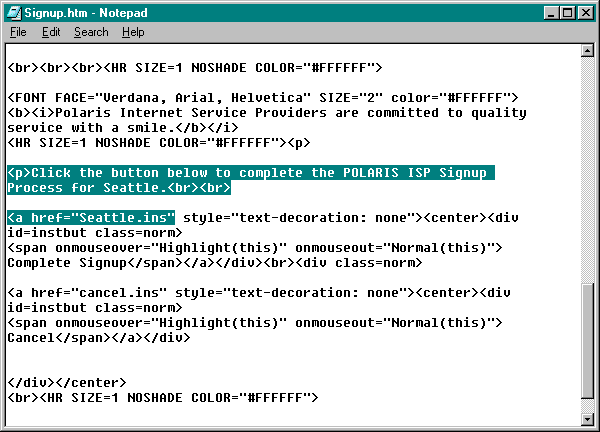 Signup.htm - Notepad
File Edit Search Help
<br><br><br><HR SIZE=1 NOSHADE COLOR="#FFFFFF">
<FONT FACE="Verdana, Arial, Helvetica" SIZE="2" color="#FFFFFF">
<b><i>Polaris Internet Service Providers are committed to quality
service with a smile.</b></i>
<HR SIZE=1 NOSHADE COLOR="#FFFFFF"><p>
<p>Click the button below to complete the POLARIS ISP Signup
Process for Seattle.<br><br>
<a href="Seattle.ins" style="text-decoration: none"><center><div
id=instbut class=norm>
<span onmouseover="Highlight(this)" onmouseout="Normal(this)">
Complete Signup</span></a></div><br><div class=norm>
<a href="cancel.ins" style="text-decoration: none"><center><div
id=instbut class=norm>
<span onmouseover="Highlight(this)" onmouseout="Normal(this)">
Cancel</span></a></div>
</div></center>
<br><HR SIZE=1 NOSHADE COLOR="#FFFFFF">